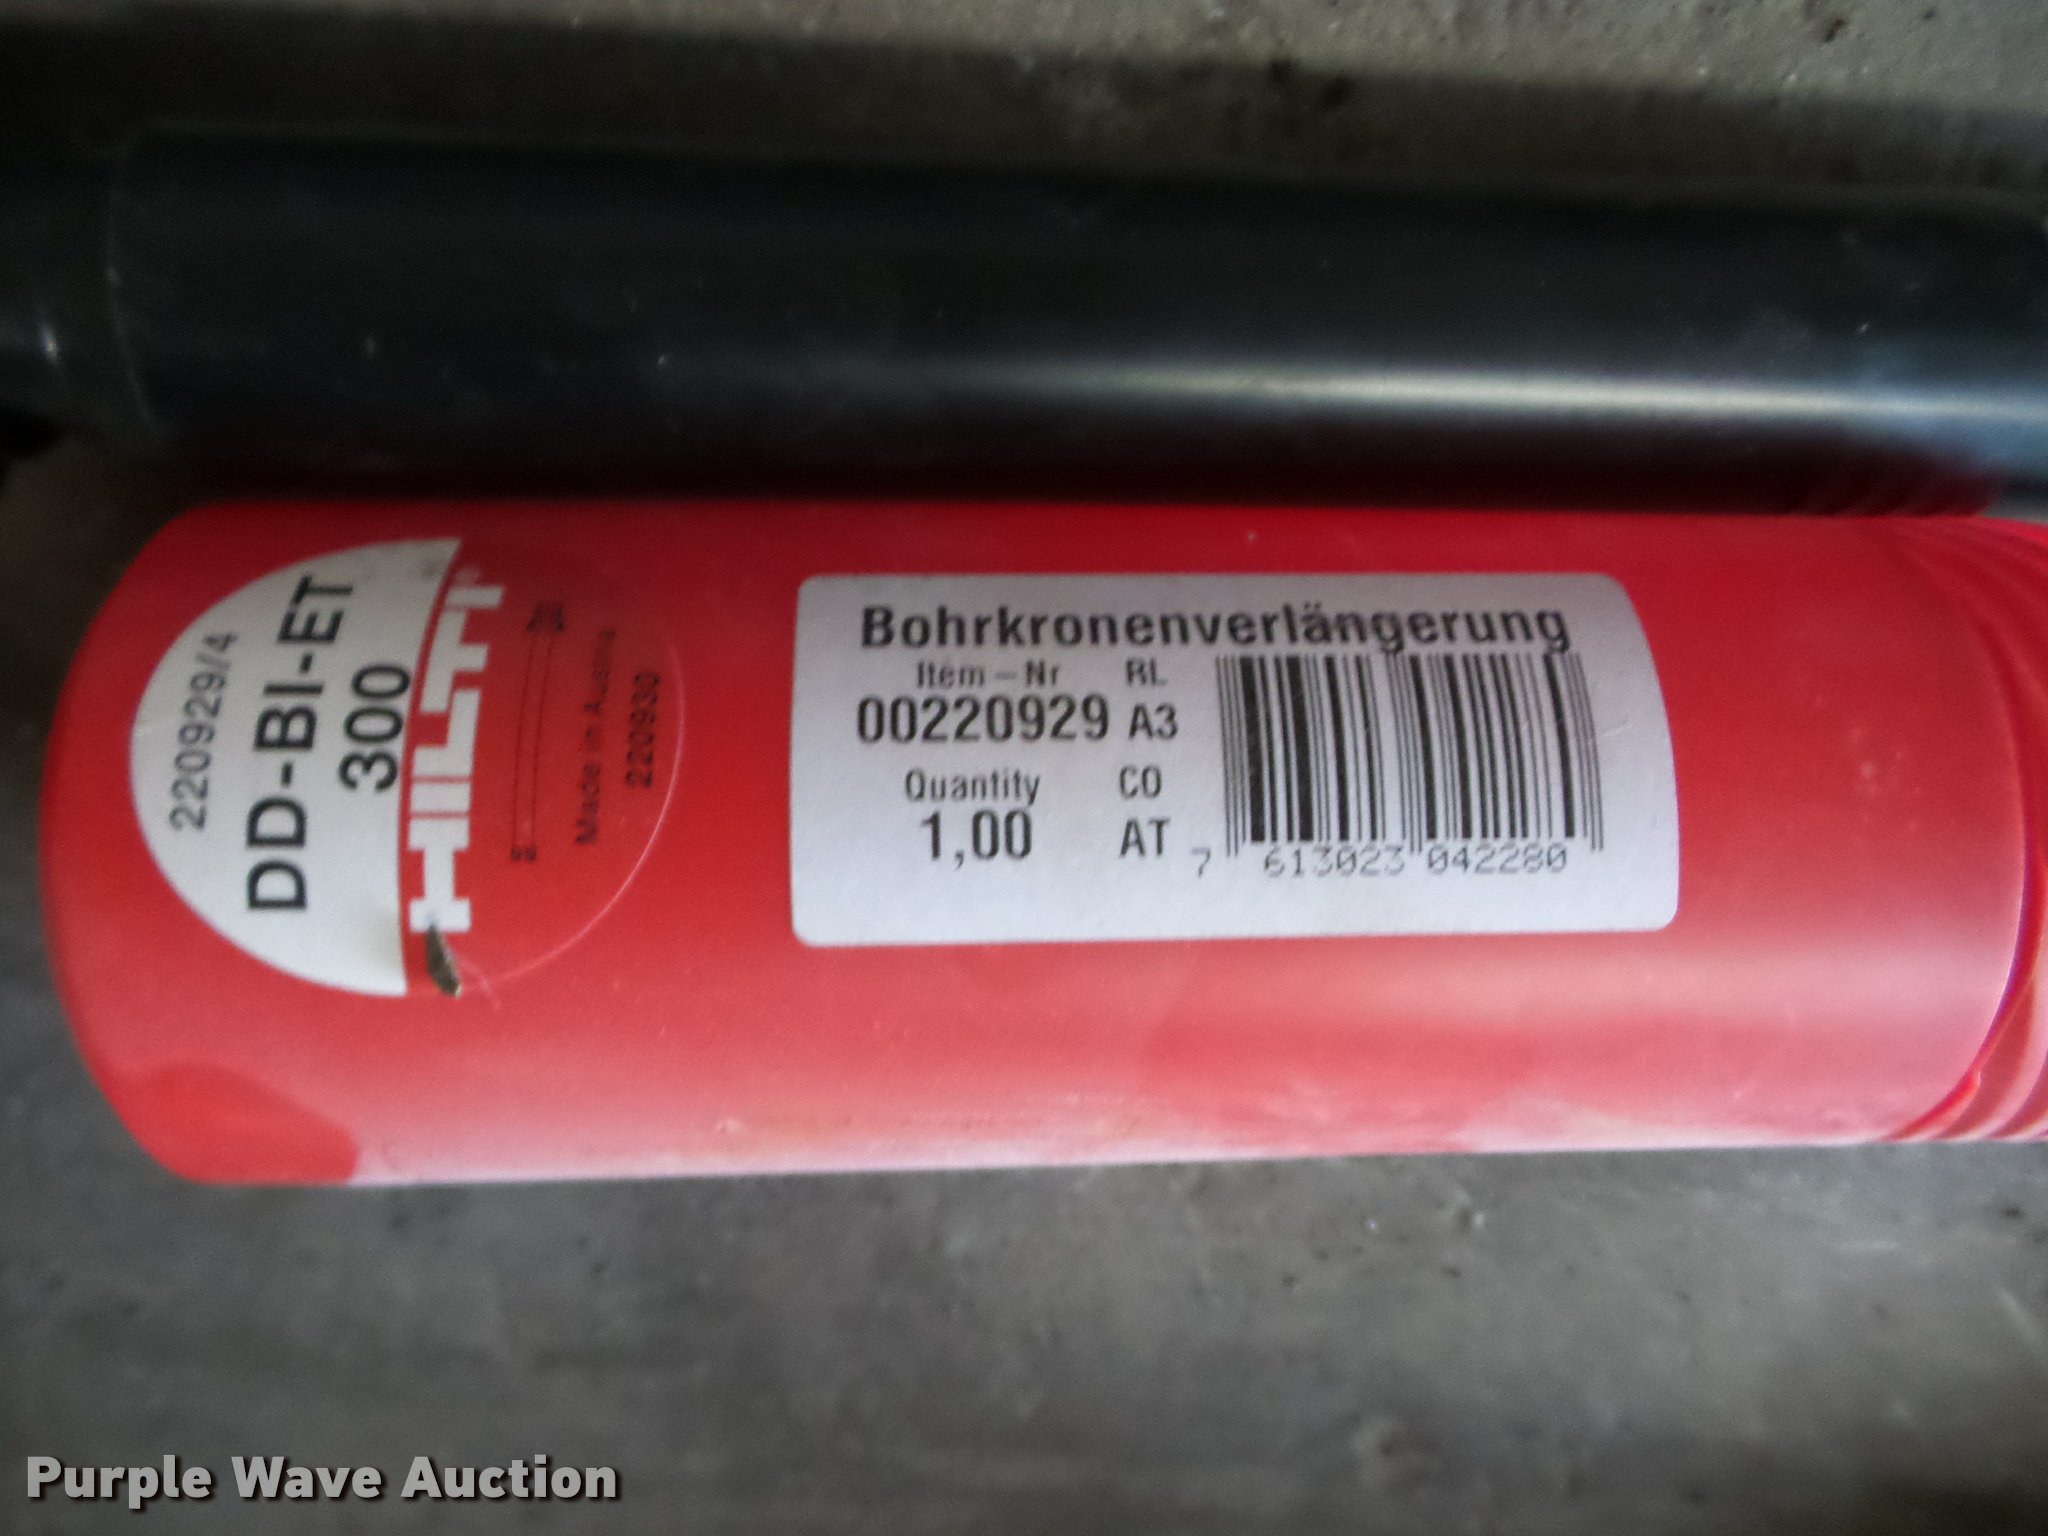 220929/4
DD-BI-ET
300
HILTI
Made in Austria
220930
Bohrkronenverlängerung
Item-Nr RL
00220929 A3
Quantity CO
1,00 AT
7 613023 042280
Purple Wave Auction